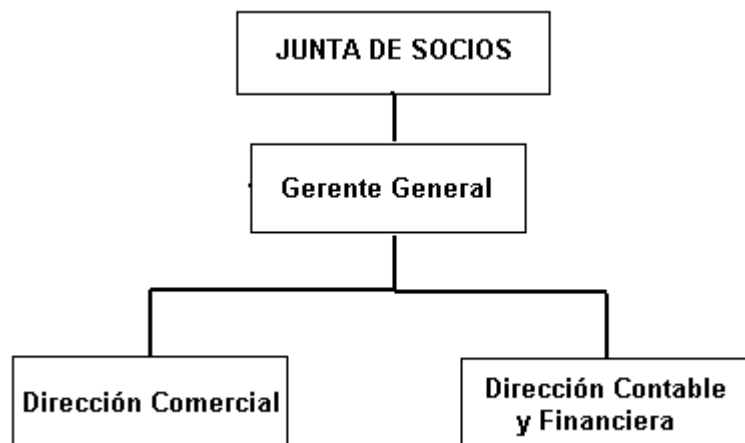 JUNTA DE SOCIOS
Gerente General
Dirección Comercial
Dirección Contable
y Financiera